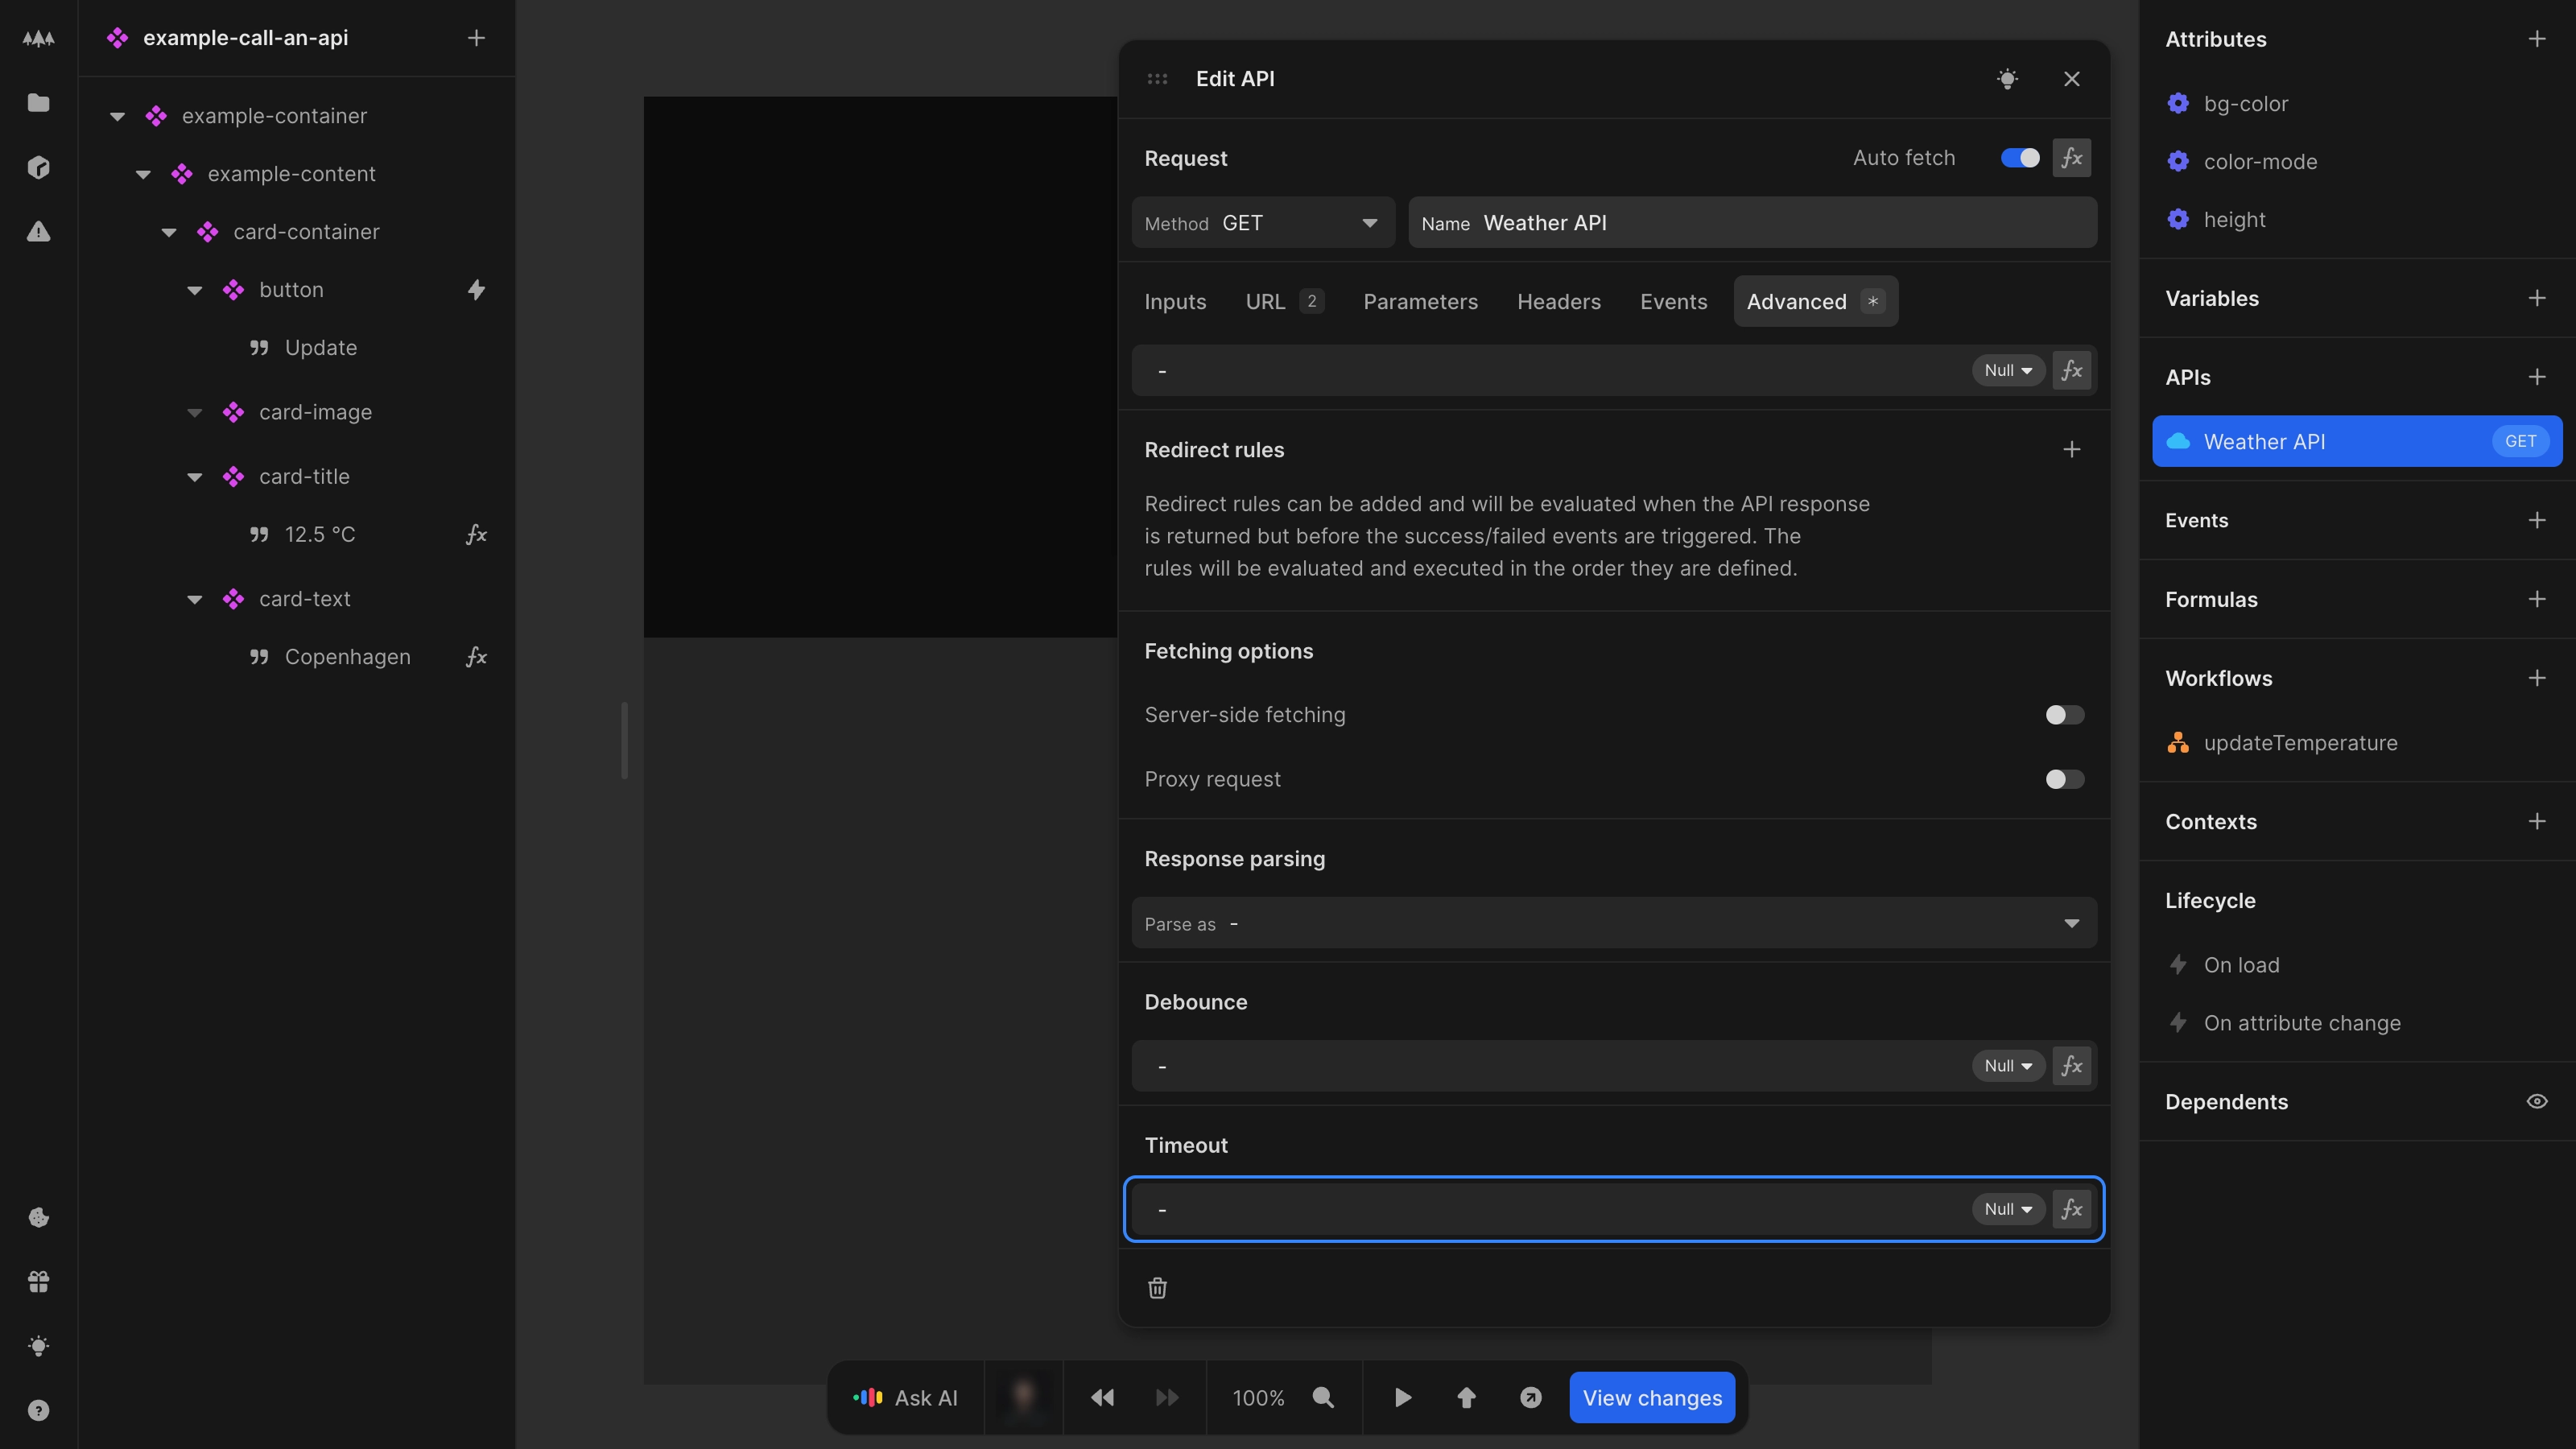 example-call-an-api
example-container
example-content
card-container
button
Update
card-image
card-title
12.5 °C
card-text
Copenhagen
Edit API
Request
Auto fetch
Method GET
Name Weather API
Inputs
URL 2
Parameters
Headers
Events
Advanced *
- Null
Redirect rules
Redirect rules can be added and will be evaluated when the API response
is returned but before the success/failed events are triggered. The
rules will be evaluated and executed in the order they are defined.
Fetching options
Server-side fetching
Proxy request
Response parsing
Parse as -
Debounce
- Null
Timeout
- Null
Ask AI
100%
View changes
Attributes
bg-color
color-mode
height
Variables
APIs
Weather API GET
Events
Formulas
Workflows
updateTemperature
Contexts
Lifecycle
On load
On attribute change
Dependents